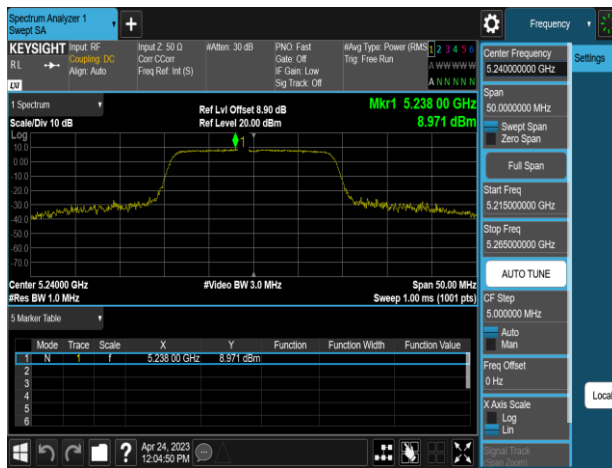 Spectrum Analyzer 1
Swept SA
+
Frequency
KEYSIGHT
RL
LXI
Input: RF
Coupling: DC
Align: Auto
Input Z: 50 Ω
Corr CCorr
Freq Ref: Int (S)
#Atten: 30 dB
PNO: Fast
Gate: Off
IF Gain: Low
Sig Track: Off
#Avg Type: Power (RMS
Trig: Free Run
1 2 3 4 5 6
A W W W W W
A N N N N N
1 Spectrum
Scale/Div 10 dB
Ref Lvl Offset 8.90 dB
Ref Level 20.00 dBm
Mkr1 5.238 00 GHz
8.971 dBm
Log
10.0
0.00
-10.0
-20.0
-30.0
-40.0
-50.0
-60.0
-70.0
1
Center 5.24000 GHz
#Res BW 1.0 MHz
#Video BW 3.0 MHz
Span 50.00 MHz
Sweep 1.00 ms (1001 pts)
5 Marker Table
Mode Trace Scale X Y Function Function Width Function Value
1 N 1 f 5.238 00 GHz 8.971 dBm
2
3
4
5
6
Center Frequency
5.240000000 GHz
Settings
Span
50.0000000 MHz
Swept Span
Zero Span
Full Span
Start Freq
5.215000000 GHz
Stop Freq
5.265000000 GHz
AUTO TUNE
CF Step
5.000000 MHz
Auto
Man
Freq Offset
0 Hz
Local
X Axis Scale
Log
Lin
Signal Track
(Span Zoom)
?
Apr 24, 2023
12:04:50 PM